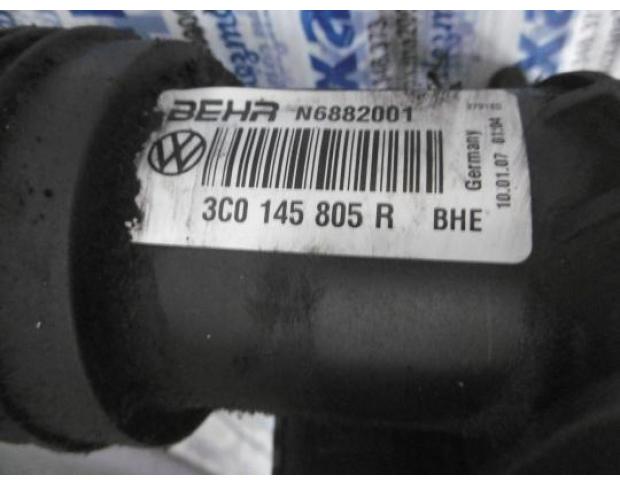 BEHR N6882001
3C0 145 805 R BHE
Germany
10.01.07 01:04